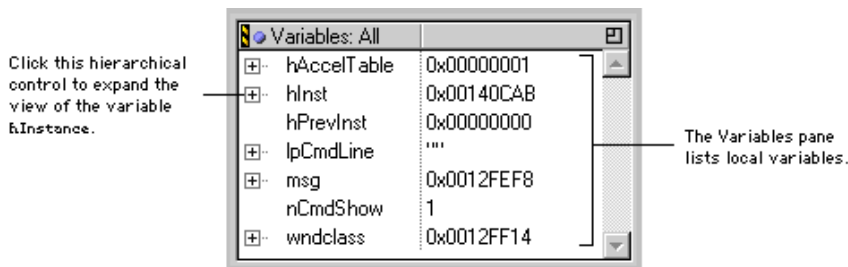 Variables: All
Click this hierarchical
control to expand the
view of the variable
hInstance.
hAccelTable 0x00000001
hInst 0x00140CAB
hPrevInst 0x00000000
lpCmdLine ""
msg 0x0012FEF8
nCmdShow 1
wndclass 0x0012FF14
The Variables pane
lists local variables.